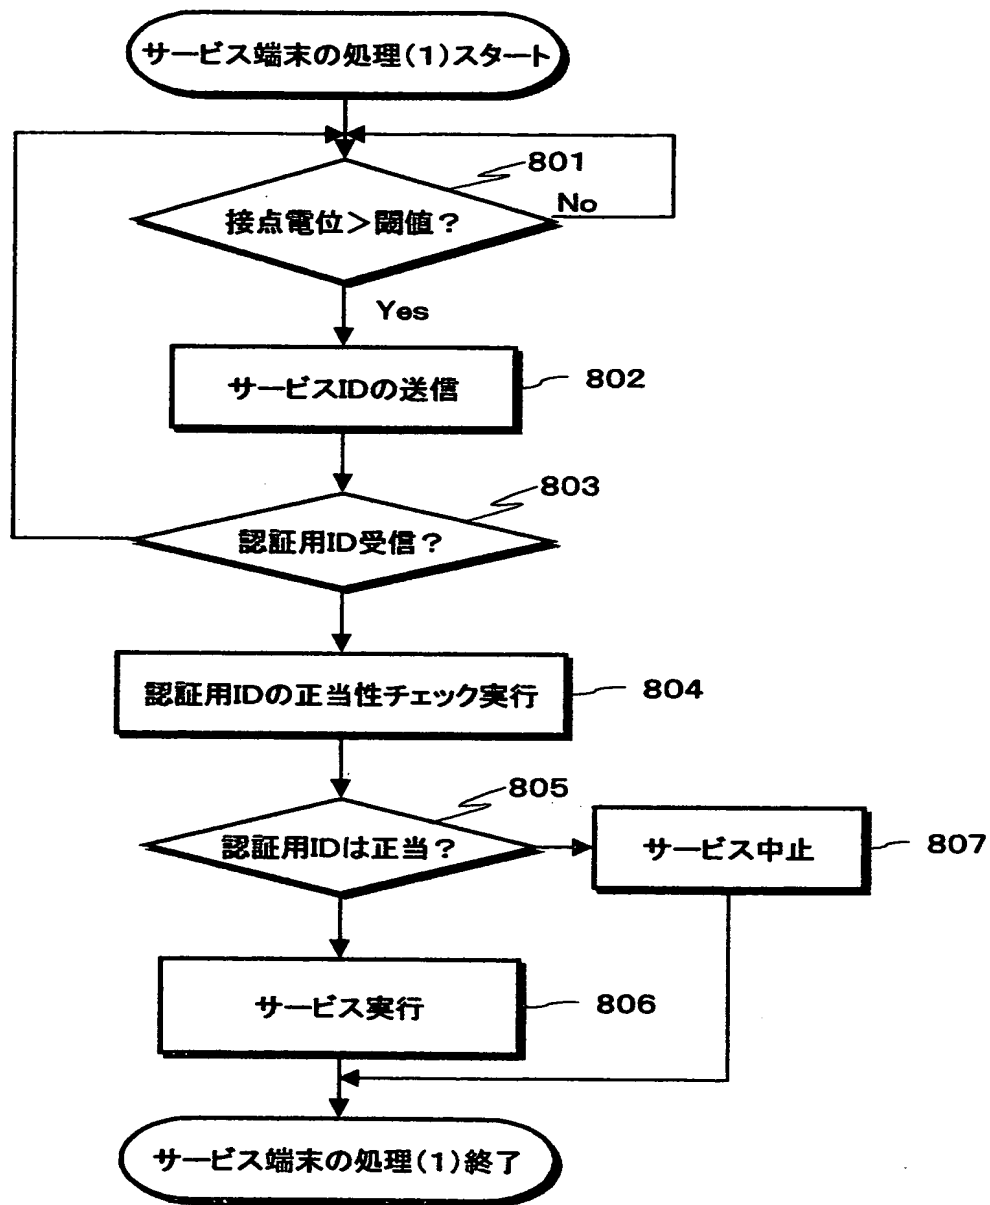 サービス端末の処理(1)スタート
801
接点電位>閾値?
No
Yes
サービスIDの送信
802
803
認証用ID受信?
認証用IDの正当性チェック実行
804
805
認証用IDは正当?
サービス中止
807
サービス実行
806
サービス端末の処理(1)終了